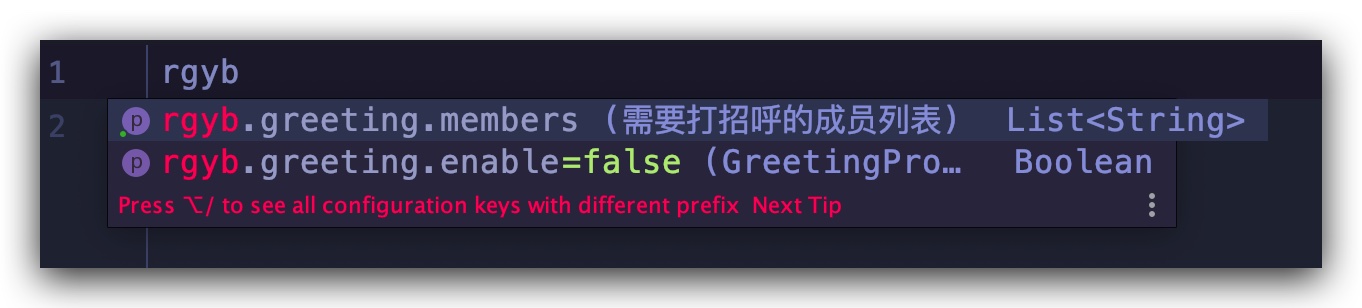 1 rgyb
2
p rgyb.greeting.members (需要打招呼的成员列表) List<String>
p rgyb.greeting.enable=false (GreetingPro… Boolean
Press ⌥/ to see all configuration keys with different prefix Next Tip